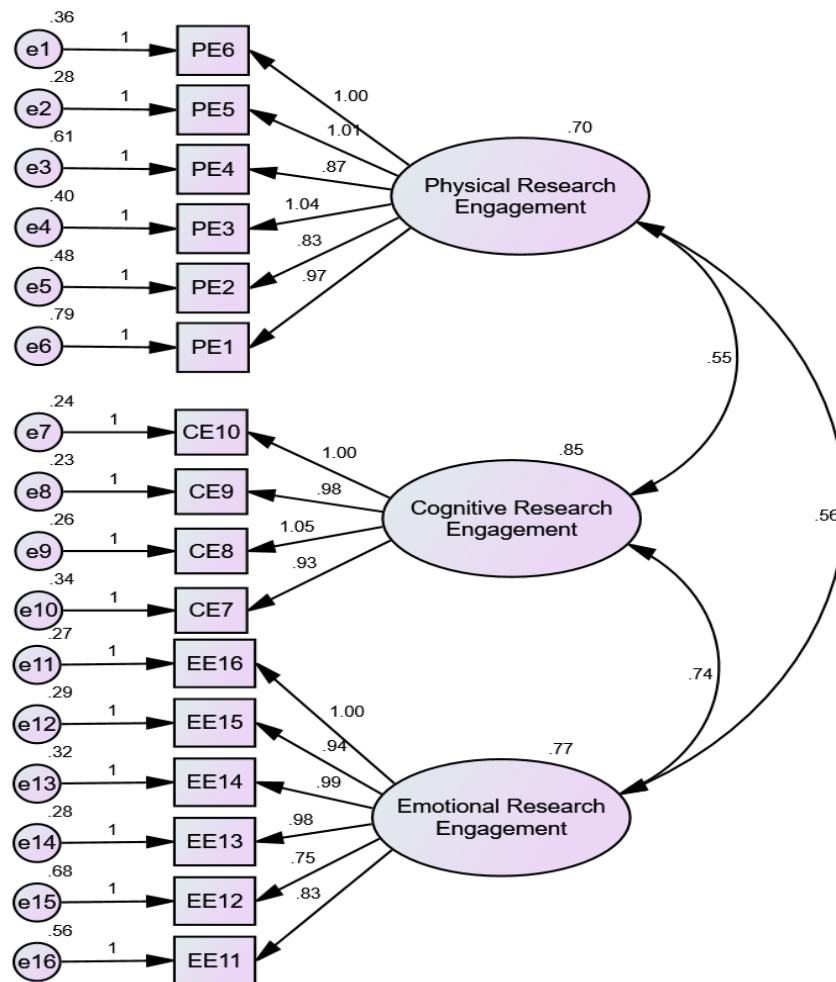 .36
e1 1 PE6
.28
e2 1 PE5
.61
e3 1 PE4
.40
e4 1 PE3
.48
e5 1 PE2
.79
e6 1 PE1
1.00
1.01
.87
1.04
.83
.97
.70
Physical Research
Engagement
.55
.56
.24
e7 1 CE10
.23
e8 1 CE9
.26
e9 1 CE8
.34
e10 1 CE7
1.00
.98
1.05
.93
.85
Cognitive Research
Engagement
.74
.27
e11 1 EE16
.29
e12 1 EE15
.32
e13 1 EE14
.28
e14 1 EE13
.68
e15 1 EE12
.56
e16 1 EE11
1.00
.94
.99
.98
.75
.83
.77
Emotional Research
Engagement